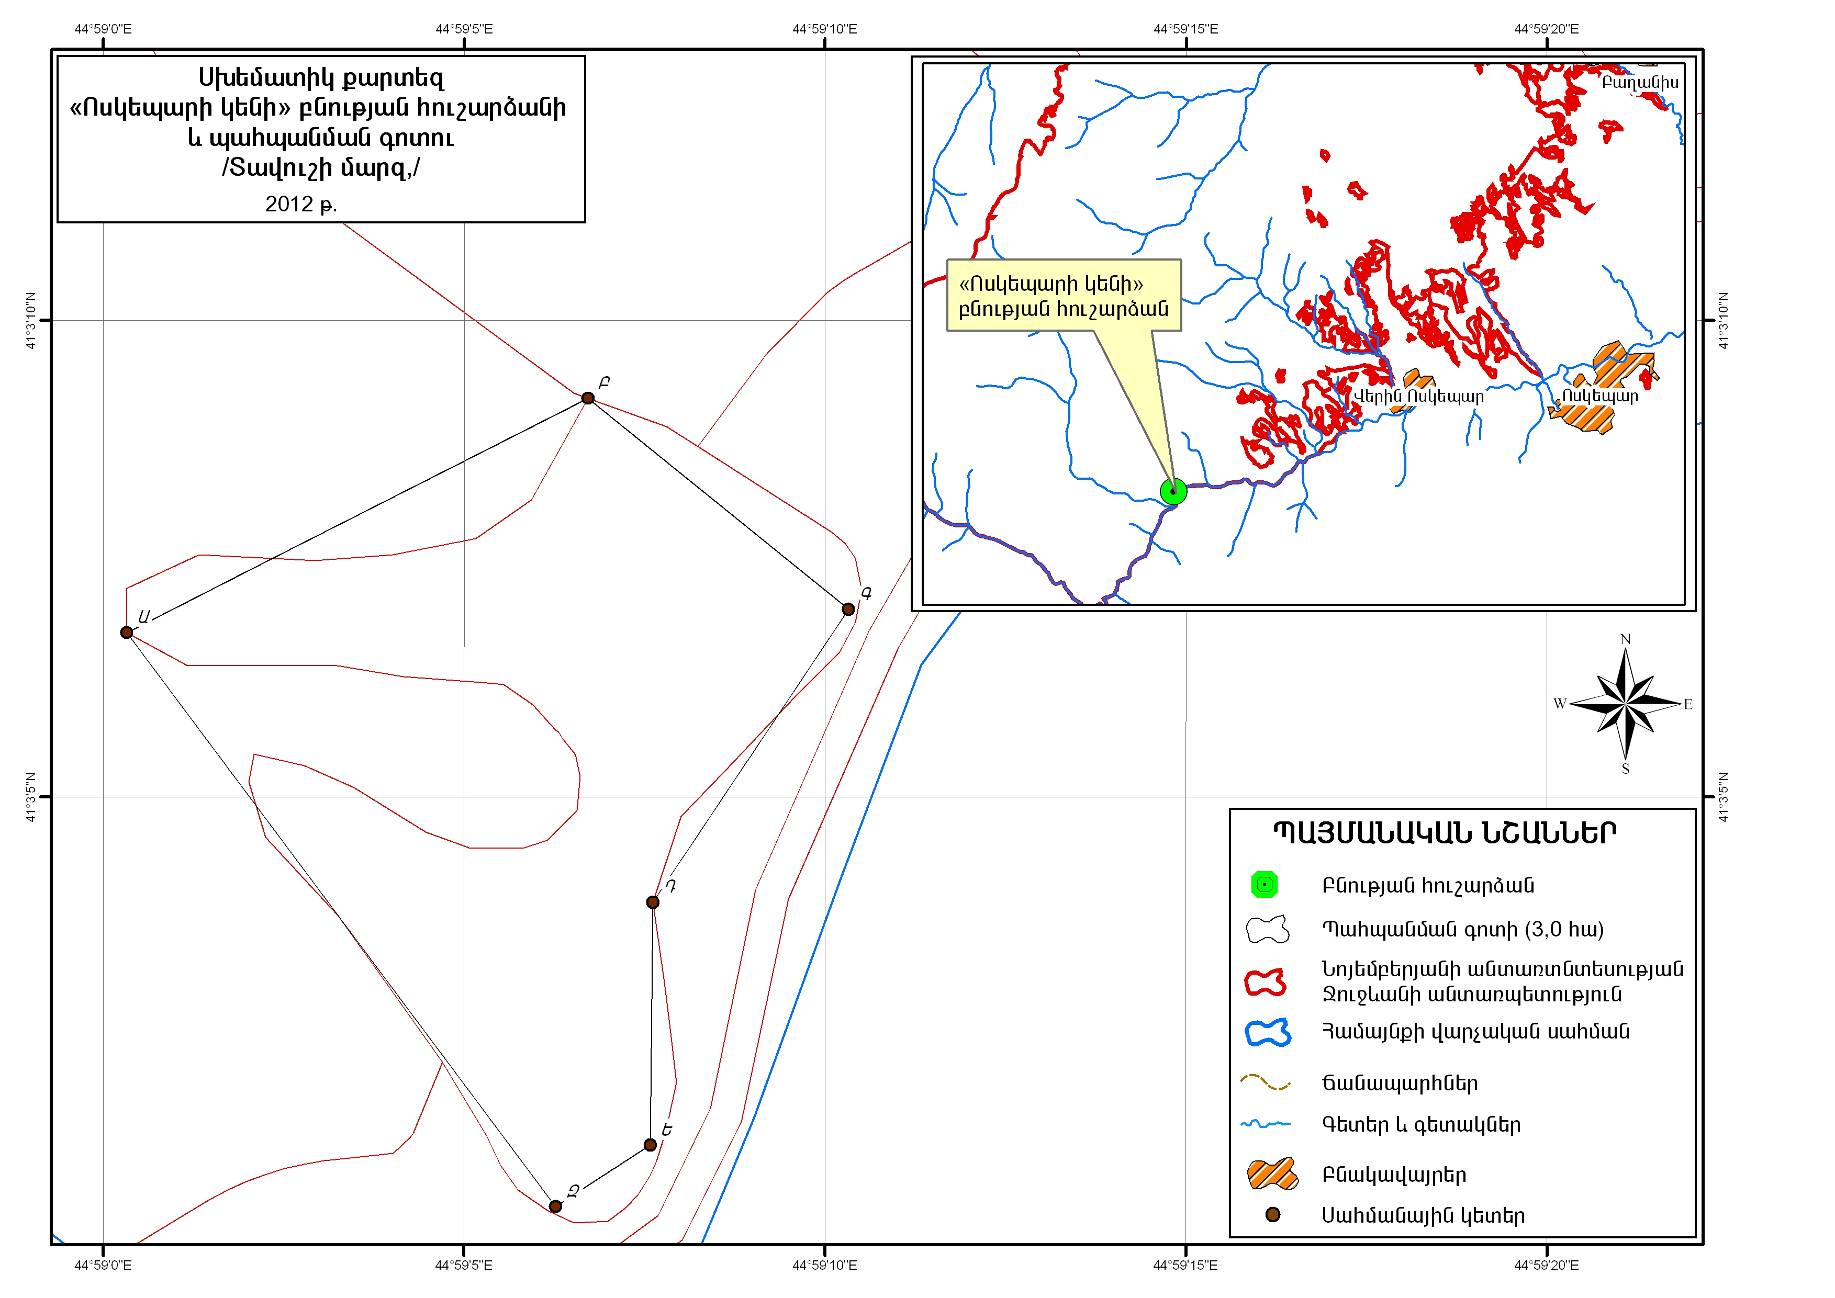 44°59'0"E
44°59'5"E
44°59'10"E
44°59'15"E
44°59'20"E
Սխեմատիկ քարտեզ
«Ոսկեպարի կենի» բնության հուշարձանի
և պահպանման գոտու
/Տավուշի մարզ,/
2012 թ.
Բաղանիս
«Ոսկեպարի կենի»
բնության հուշարձան
Վերին Ոսկեպար
Ոսկեպար
41°3'10"N
41°3'10"N
Բ
Գ
Ա
Դ
Ե
Զ
N
W
E
S
41°3'5"N
41°3'5"N
ՊԱՅՄԱՆԱԿԱՆ ՆՇԱՆՆԵՐ
Բնության հուշարձան
Պահպանման գոտի (3,0 հա)
Նոյեմբերյանի անտառտնտեսության
Ջուջևանի անտառպետություն
Համայնքի վարչական սահման
Ճանապարհներ
Գետեր և գետակներ
Բնակավայրեր
Սահմանային կետեր
44°59'0"E
44°59'5"E
44°59'10"E
44°59'15"E
44°59'20"E